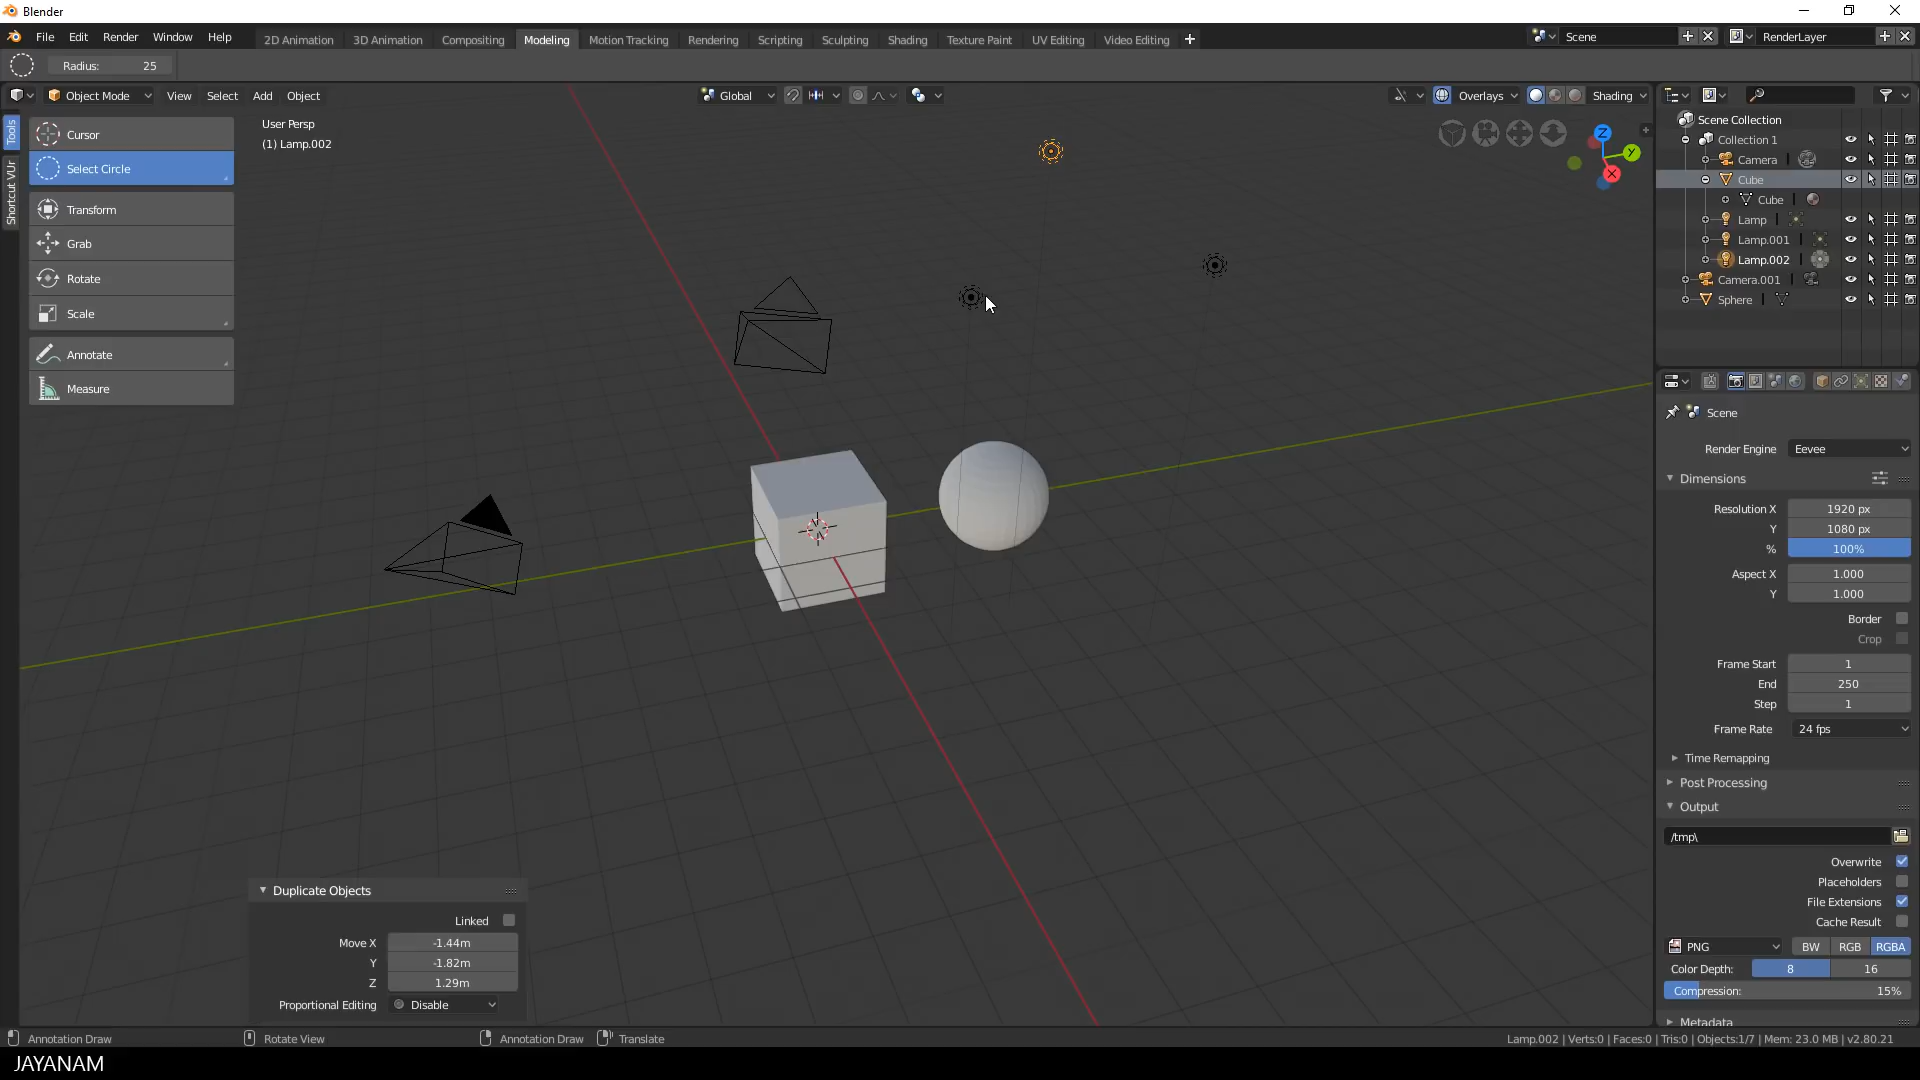 Blender
File Edit Render Window Help
2D Animation 3D Animation Compositing Modeling Motion Tracking Rendering Scripting Sculpting Shading Texture Paint UV Editing Video Editing
Scene
RenderLayer
Radius: 25
Object Mode View Select Add Object
Global
Overlays
Shading
Tools
Shortcut VUr
Cursor
Select Circle
Transform
Grab
Rotate
Scale
Annotate
Measure
User Persp
(1) Lamp.002
Z
Y
X
Scene Collection
Collection 1
Camera
Cube
Cube
Lamp
Lamp.001
Lamp.002
Camera.001
Sphere
Scene
Render Engine Eevee
Dimensions
Resolution X 1920 px
Y 1080 px
% 100%
Aspect X 1.000
Y 1.000
Border
Crop
Frame Start 1
End 250
Step 1
Frame Rate 24 fps
Time Remapping
Post Processing
Output
/tmp\
Overwrite
Placeholders
File Extensions
Cache Result
PNG BW RGB RGBA
Color Depth: 8 16
Compression: 15%
Metadata
Duplicate Objects
Linked
Move X -1.44m
Y -1.82m
Z 1.29m
Proportional Editing Disable
Annotation Draw Rotate View Annotation Draw Translate
Lamp.002 | Verts:0 | Faces:0 | Tris:0 | Objects:1/7 | Mem: 23.0 MB | v2.80.21
JAYANAM